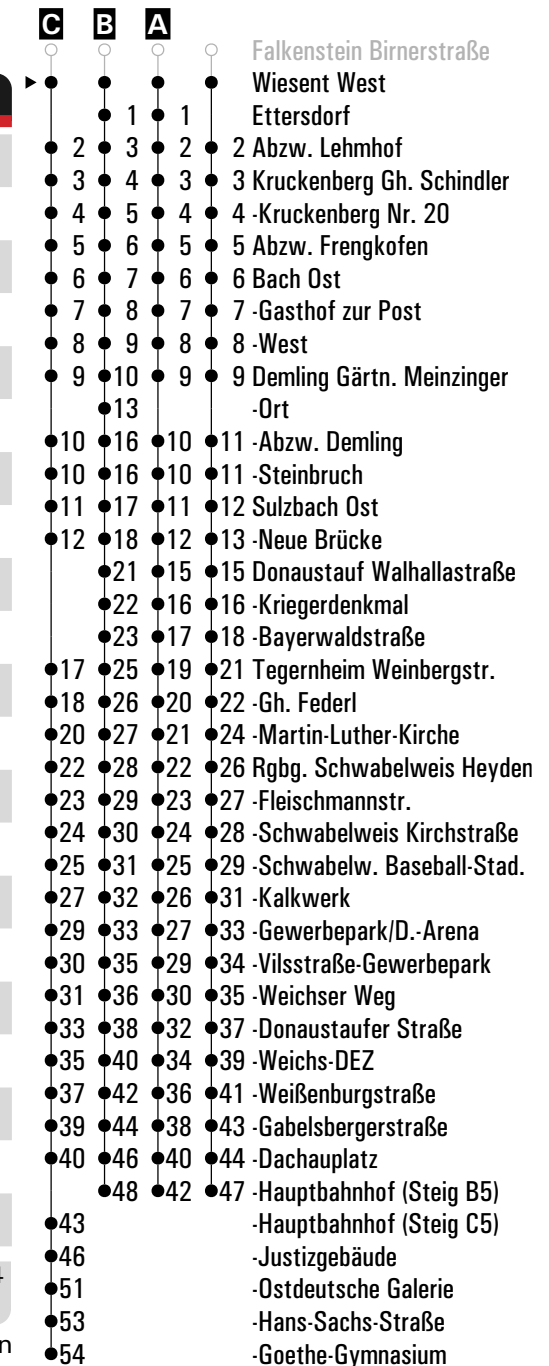 C B A
Falkenstein Birnerstraße
Wiesent West
1 1 Ettersdorf
2 3 2 2 Abzw. Lehmhof
3 4 3 3 Kruckenberg Gh. Schindler
4 5 4 4 -Kruckenberg Nr. 20
5 6 5 5 Abzw. Frengkofen
6 7 6 6 Bach Ost
7 8 7 7 -Gasthof zur Post
8 9 8 8 -West
9 10 9 9 Demling Gärtn. Meinzinger
13 -Ort
10 16 10 11 -Abzw. Demling
10 16 10 11 -Steinbruch
11 17 11 12 Sulzbach Ost
12 18 12 13 -Neue Brücke
21 15 15 Donaustauf Walhallastraße
22 16 16 -Kriegerdenkmal
23 17 18 -Bayerwaldstraße
17 25 19 21 Tegernheim Weinbergstr.
18 26 20 22 -Gh. Federl
20 27 21 24 -Martin-Luther-Kirche
22 28 22 26 Rgbg. Schwabelweis Heyden
23 29 23 27 -Fleischmannstr.
24 30 24 28 -Schwabelweis Kirchstraße
25 31 25 29 -Schwabelw. Baseball-Stad.
27 32 26 31 -Kalkwerk
29 33 27 33 -Gewerbepark/D.-Arena
30 35 29 34 -Vilsstraße-Gewerbepark
31 36 30 35 -Weichser Weg
33 38 32 37 -Donaustaufer Straße
35 40 34 39 -Weichs-DEZ
37 42 36 41 -Weißenburgstraße
39 44 38 43 -Gabelsbergerstraße
40 46 40 44 -Dachauplatz
48 42 47 -Hauptbahnhof (Steig B5)
43 -Hauptbahnhof (Steig C5)
46 -Justizgebäude
51 -Ostdeutsche Galerie
53 -Hans-Sachs-Straße
54 -Goethe-Gymnasium